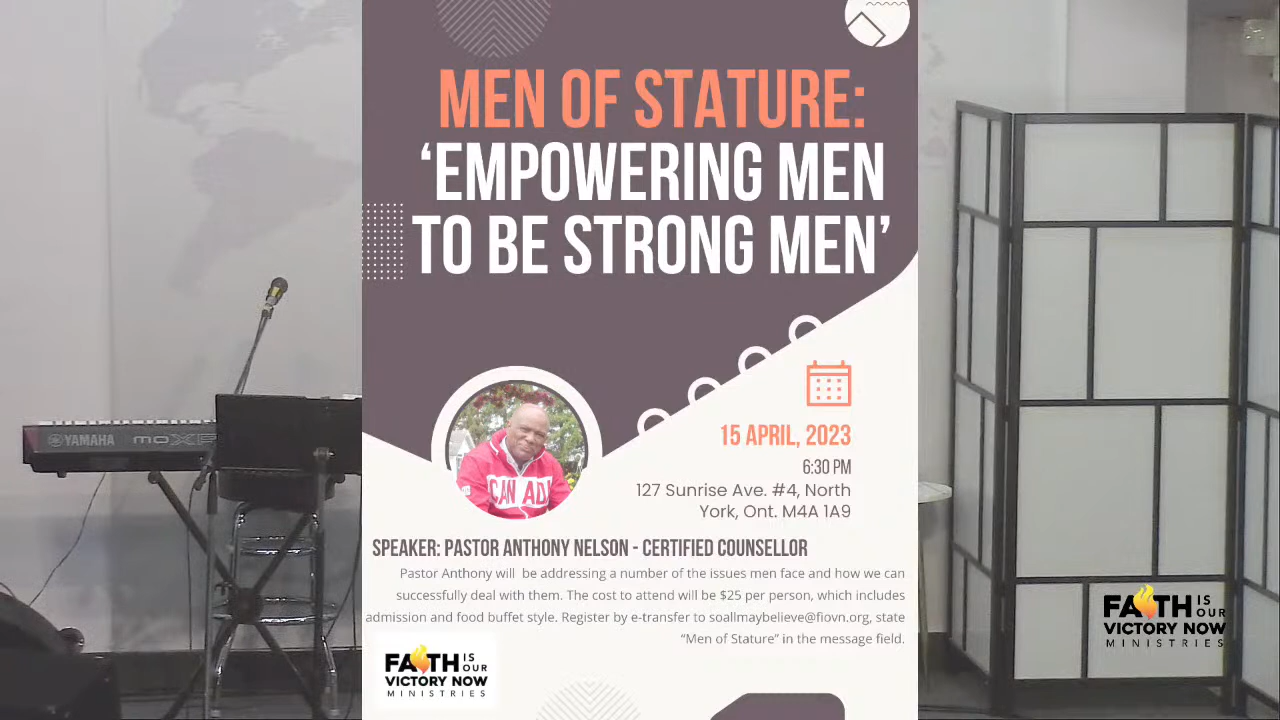 MEN OF STATURE:
‘EMPOWERING MEN
TO BE STRONG MEN’
15 APRIL, 2023
6:30 PM
127 Sunrise Ave. #4, North
York, Ont. M4A 1A9
CAN AD
SPEAKER: PASTOR ANTHONY NELSON - CERTIFIED COUNSELLOR
Pastor Anthony will be addressing a number of the issues men face and how we can
successfully deal with them. The cost to attend will be $25 per person, which includes
admission and food buffet style. Register by e-transfer to soallmaybelieve@fiovn.org, state
“Men of Stature” in the message field.
FAITH IS OUR
VICTORY NOW
MINISTRIES
YAMAHA MOXF
FAITH IS OUR
VICTORY NOW
MINISTRIES